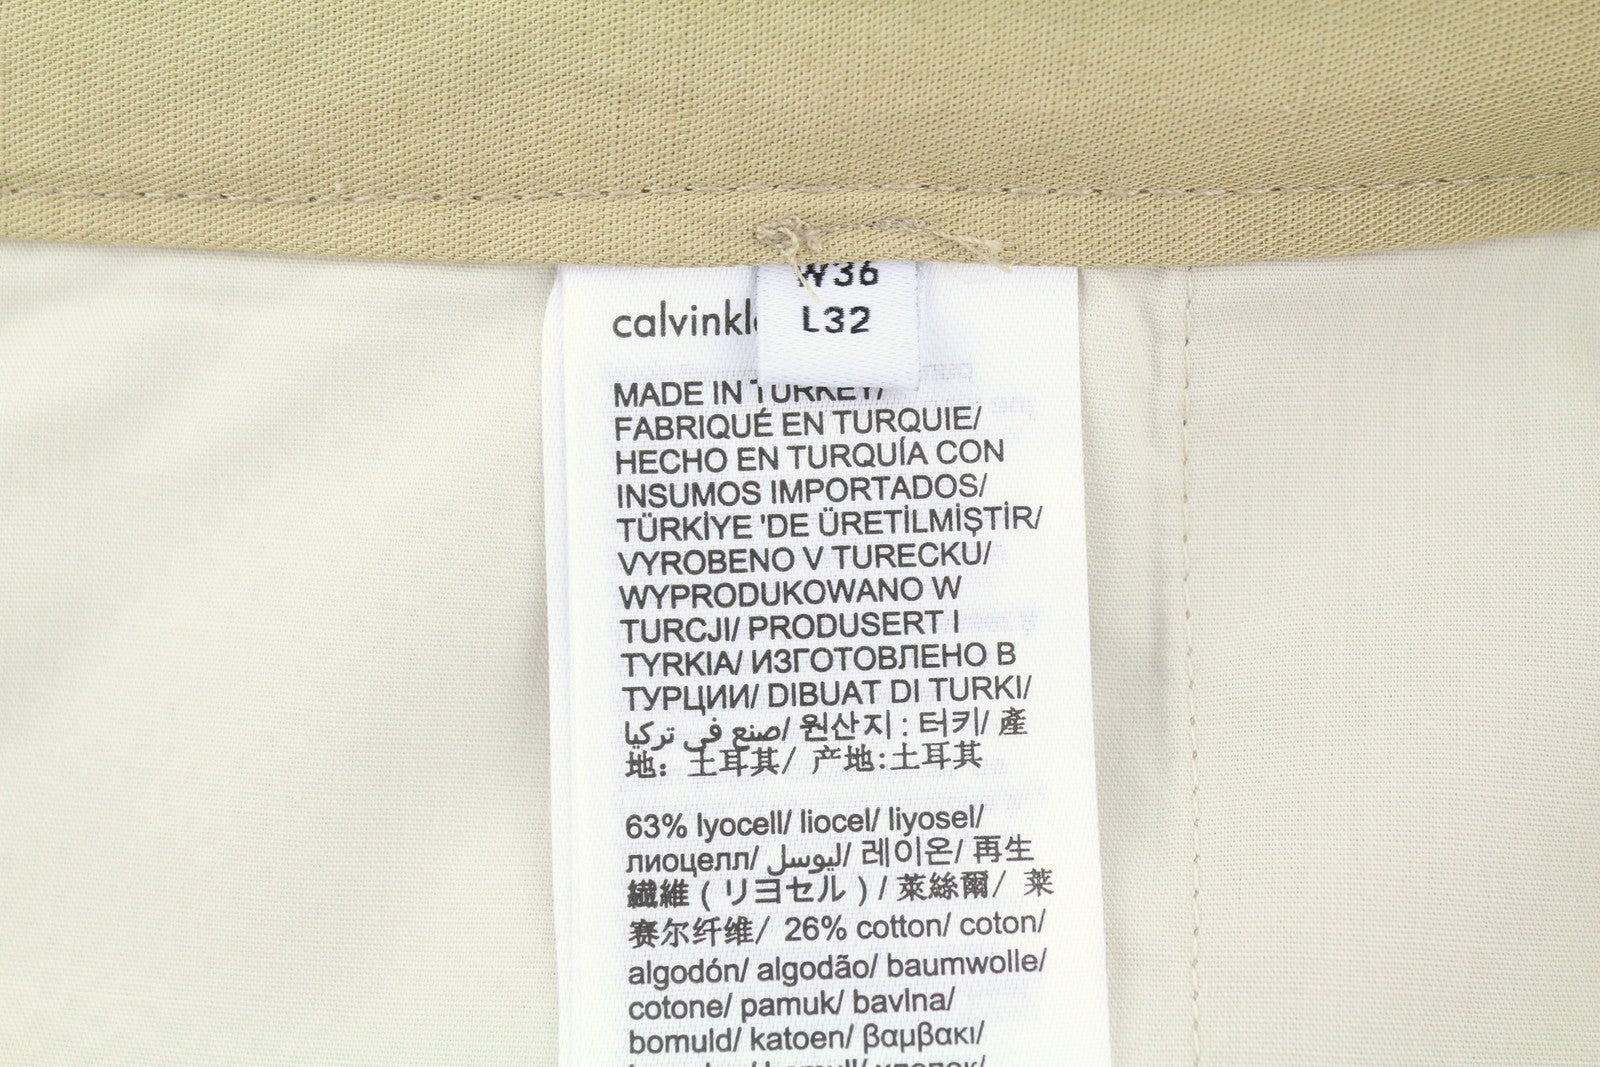 W36
L32
calvinkl
MADE IN TURKEY/
FABRIQUÉ EN TURQUIE/
HECHO EN TURQUÍA CON
INSUMOS IMPORTADOS/
TÜRKİYE 'DE ÜRETİLMİŞTİR/
VYROBENO V TURECKU/
WYPRODUKOWANO W
TURCJI/ PRODUSERT I
TYRKIA/ ИЗГОТОВЛЕНО В
ТУРЦИИ/ DIBUAT DI TURKI/
صنع في تركيا/ 원산지 : 터키/ 產
地： 土耳其/ 产地:土耳其
63% lyocell/ liocel/ liyosel/
лиоцелл/ ليوسل/ 레이온/ 再生
繊維 ( リヨセル ) / 萊絲爾/ 莱
赛尔纤维/ 26% cotton/ coton/
algodón/ algodão/ baumwolle/
cotone/ pamuk/ bavlna/
bomuld/ katoen/ βαμβακι/